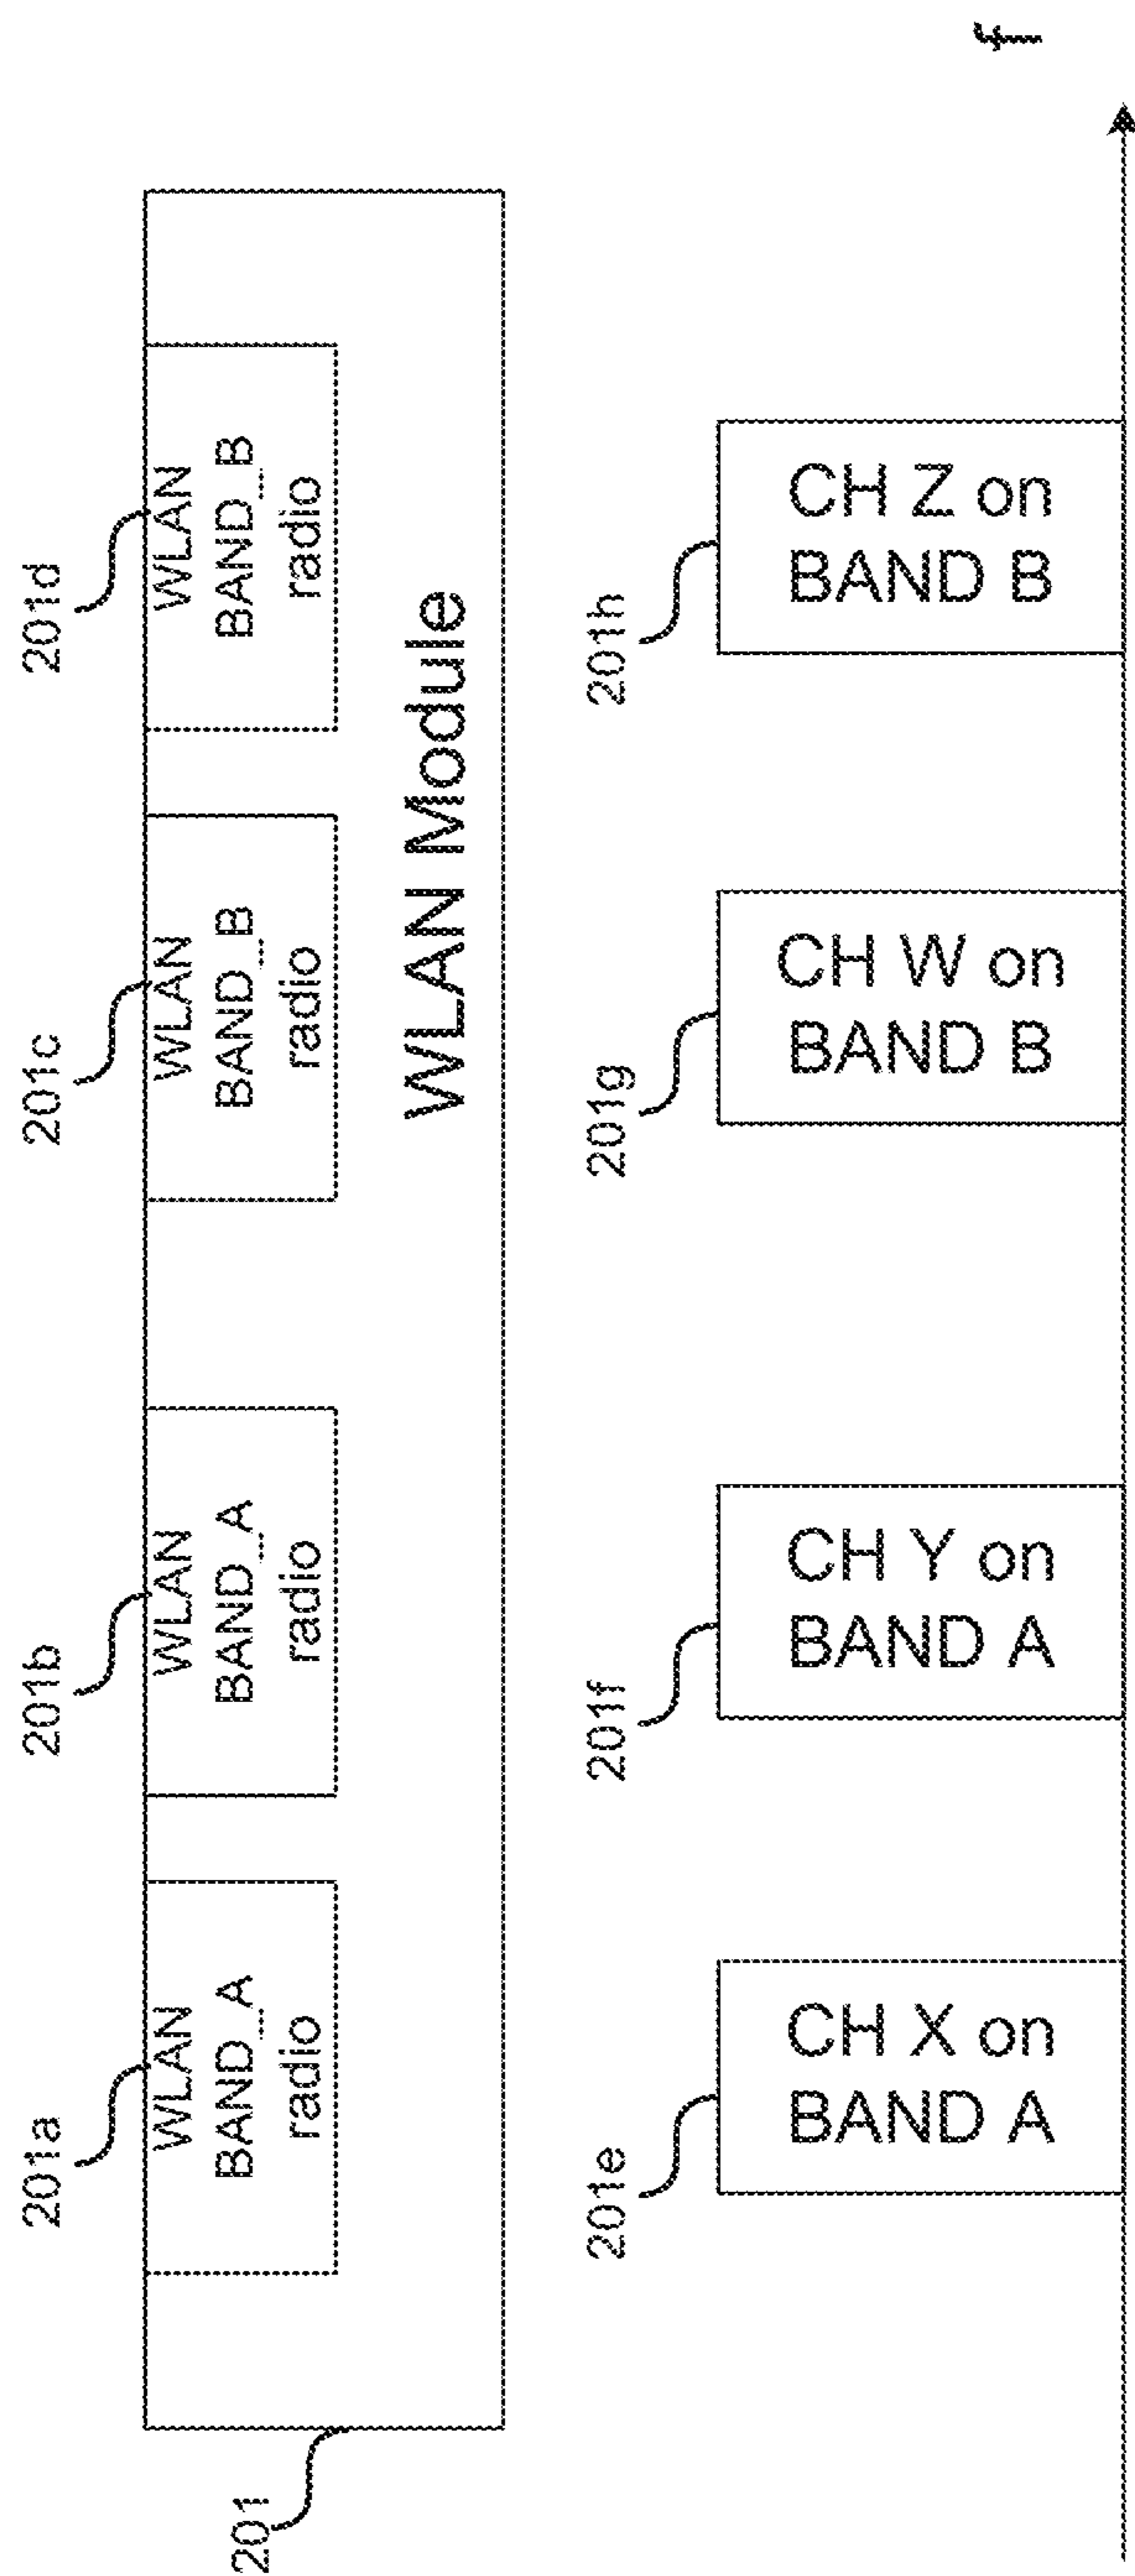 201a
201b
201c
201d
WLAN
BAND_A
radio
WLAN
BAND_A
radio
WLAN
BAND_B
radio
WLAN
BAND_B
radio
201
WLAN Module
201e
201f
201g
201h
CH X on
BAND A
CH Y on
BAND A
CH W on
BAND B
CH Z on
BAND B
f